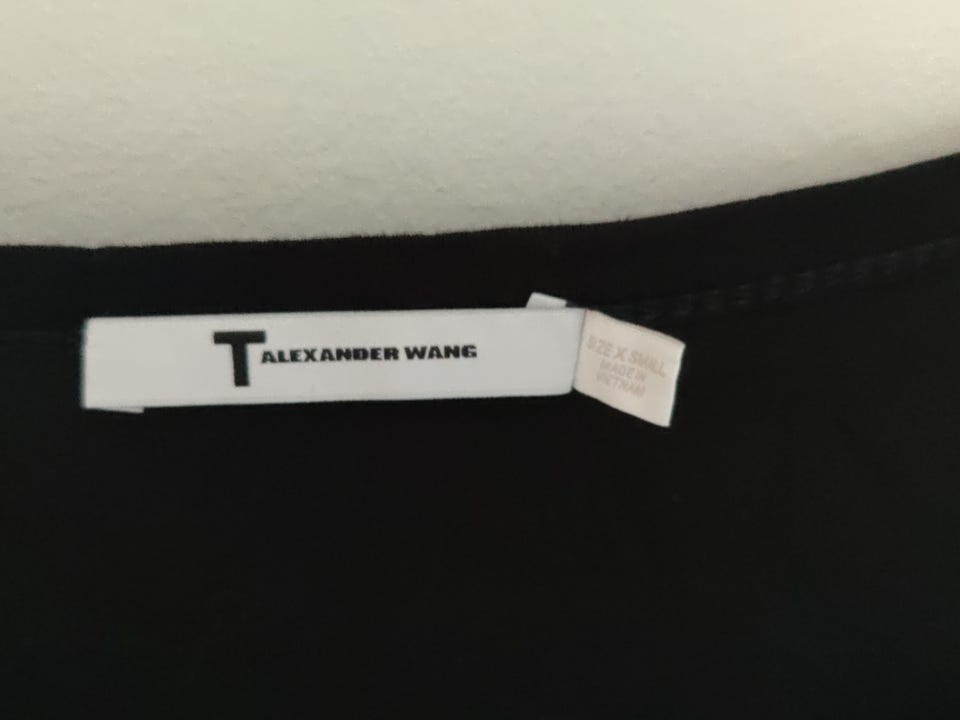 T ALEXANDER WANG
SIZE X SMALL
MADE IN
VIETNAM